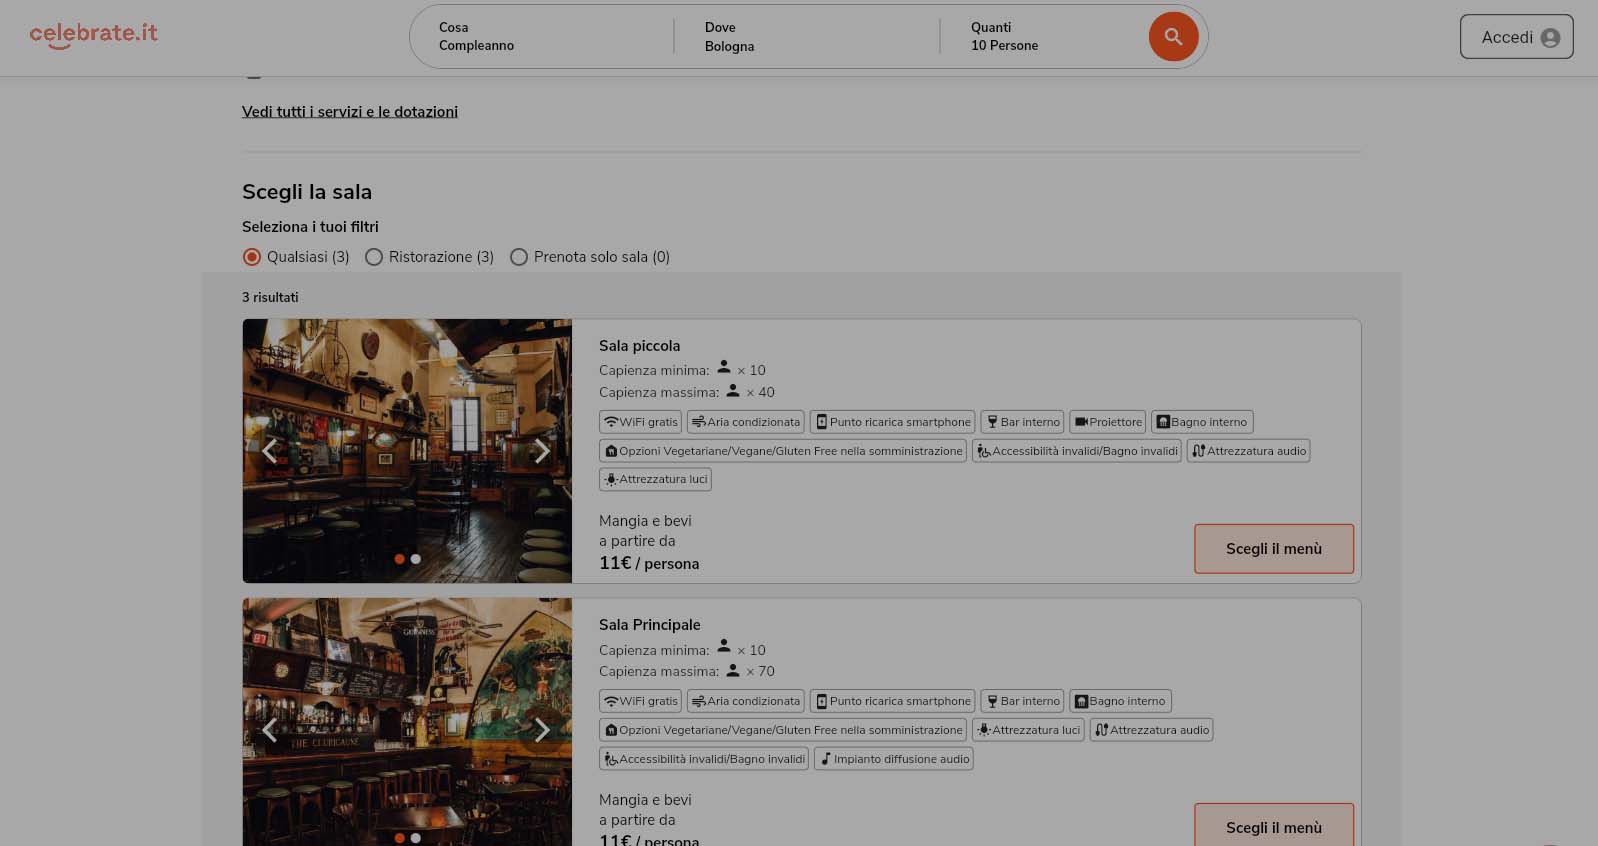 celebrate.it
Cosa
Compleanno
Dove
Bologna
Quanti
10 Persone
Accedi
Vedi tutti i servizi e le dotazioni
Scegli la sala
Seleziona i tuoi filtri
Qualsiasi (3) Ristorazione (3) Prenota solo sala (0)
3 risultati
Sala piccola
Capienza minima: × 10
Capienza massima: × 40
WiFi gratis Aria condizionata Punto ricarica smartphone Bar interno Proiettore Bagno interno
Opzioni Vegetariane/Vegane/Gluten Free nella somministrazione Accessibilità invalidi/Bagno invalidi Attrezzatura audio
Attrezzatura luci
Mangia e bevi
a partire da
11€ / persona
Scegli il menù
GUINNESS
87
THE CLURICAUNE
Sala Principale
Capienza minima: × 10
Capienza massima: × 70
WiFi gratis Aria condizionata Punto ricarica smartphone Bar interno Bagno interno
Opzioni Vegetariane/Vegane/Gluten Free nella somministrazione Attrezzatura luci Attrezzatura audio
Accessibilità invalidi/Bagno invalidi Impianto diffusione audio
Mangia e bevi
a partire da
11€ / persona
Scegli il menù